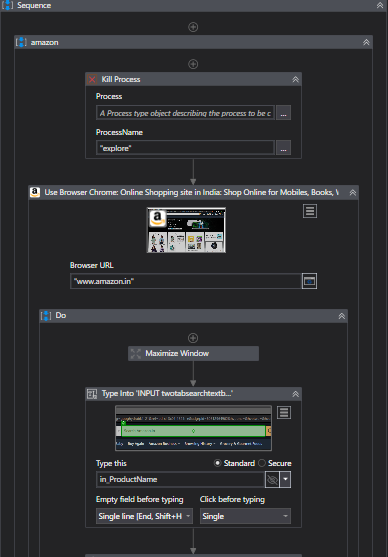 Sequence
amazon
Kill Process
Process
A Process type object describing the process to be c
...
ProcessName
"explore"
...
Use Browser Chrome: Online Shopping site in India: Shop Online for Mobiles, Books, W
Browser URL
"www.amazon.in"
Do
Maximize Window
Type Into 'INPUT twotabsearchtextb...'
Type this
Standard
Secure
in_ProductName
Empty field before typing
Click before typing
Single line [End, Shift+H
Single